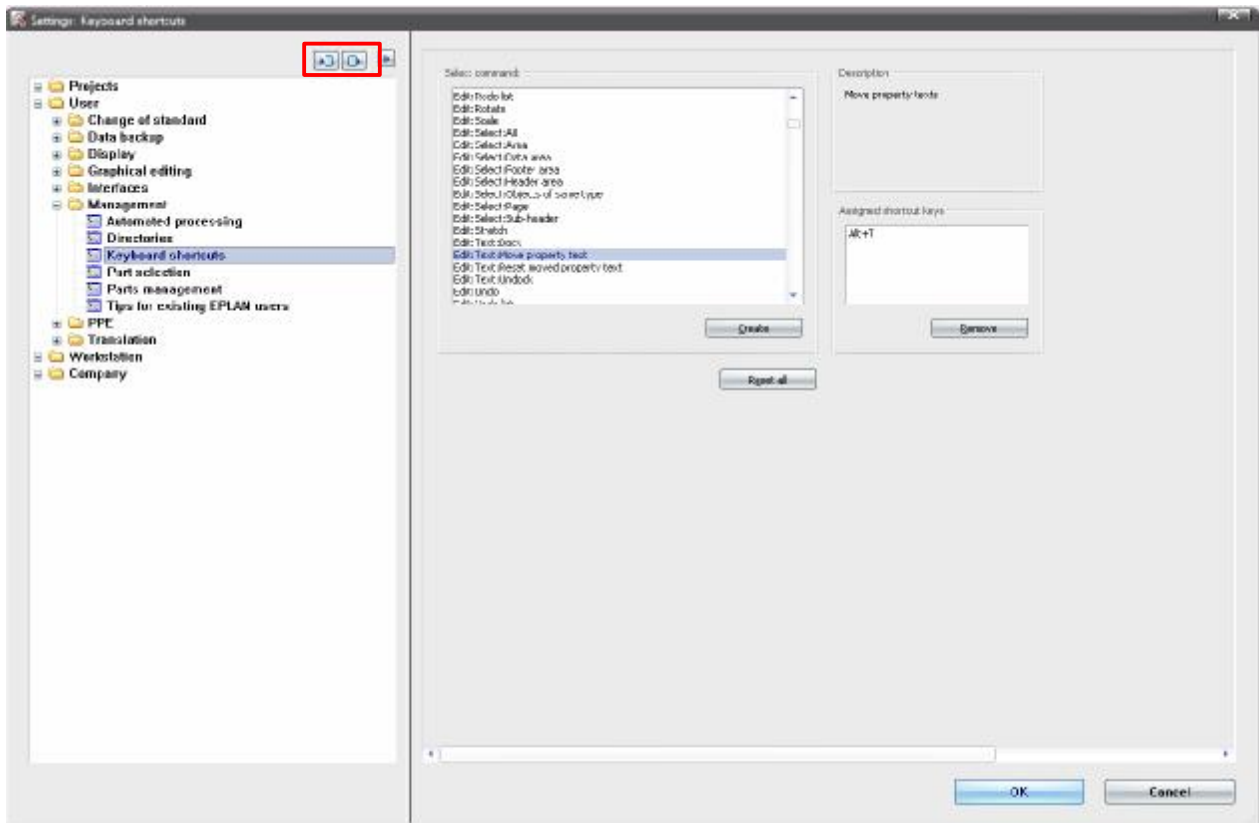 Settings: Keyboard shortcuts
Projects
User
Change of standard
Data backup
Display
Graphical editing
Interfaces
Management
Automated processing
Directories
Keyboard shortcuts
Part selection
Parts management
Tips for existing EPLAN users
PPE
Translation
Workstation
Company
Select command:
Edit:Redo list
Edit:Rotate
Edit:Scale
Edit:Select:All
Edit:Select:Area
Edit:Select:Data area
Edit:Select:Footer area
Edit:Select:Header area
Edit:Select:Objects of same type
Edit:Select:Page
Edit:Select:Sub-header
Edit:Stretch
Edit:Text:Dock
Edit:Text:Move property text
Edit:Text:Reset moved property text
Edit:Text:Undock
Edit:Undo
Edit:Undo list
Create
Reset all
Description
Move property texts
Assigned shortcut keys
Alt+T
Remove
OK
Cancel